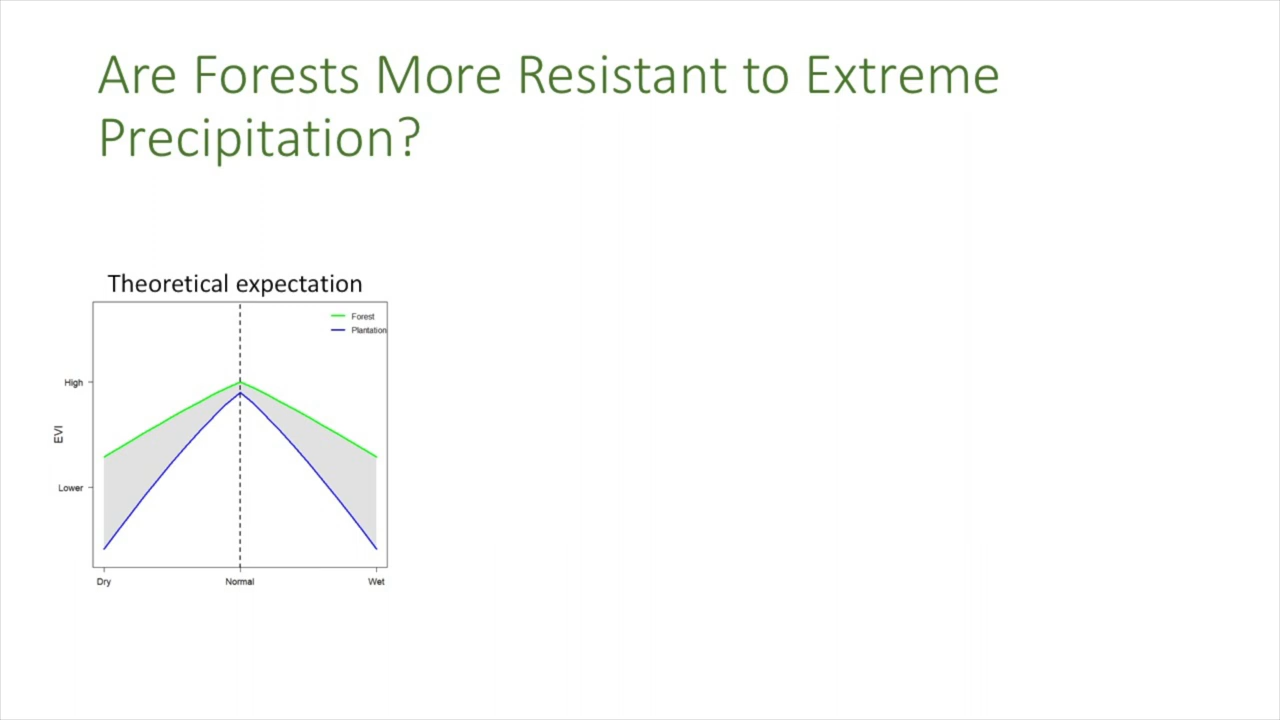 Are Forests More Resistant to Extreme
Precipitation?
Theoretical expectation
Forest
Plantation
High
EVI
Lower
Dry
Normal
Wet